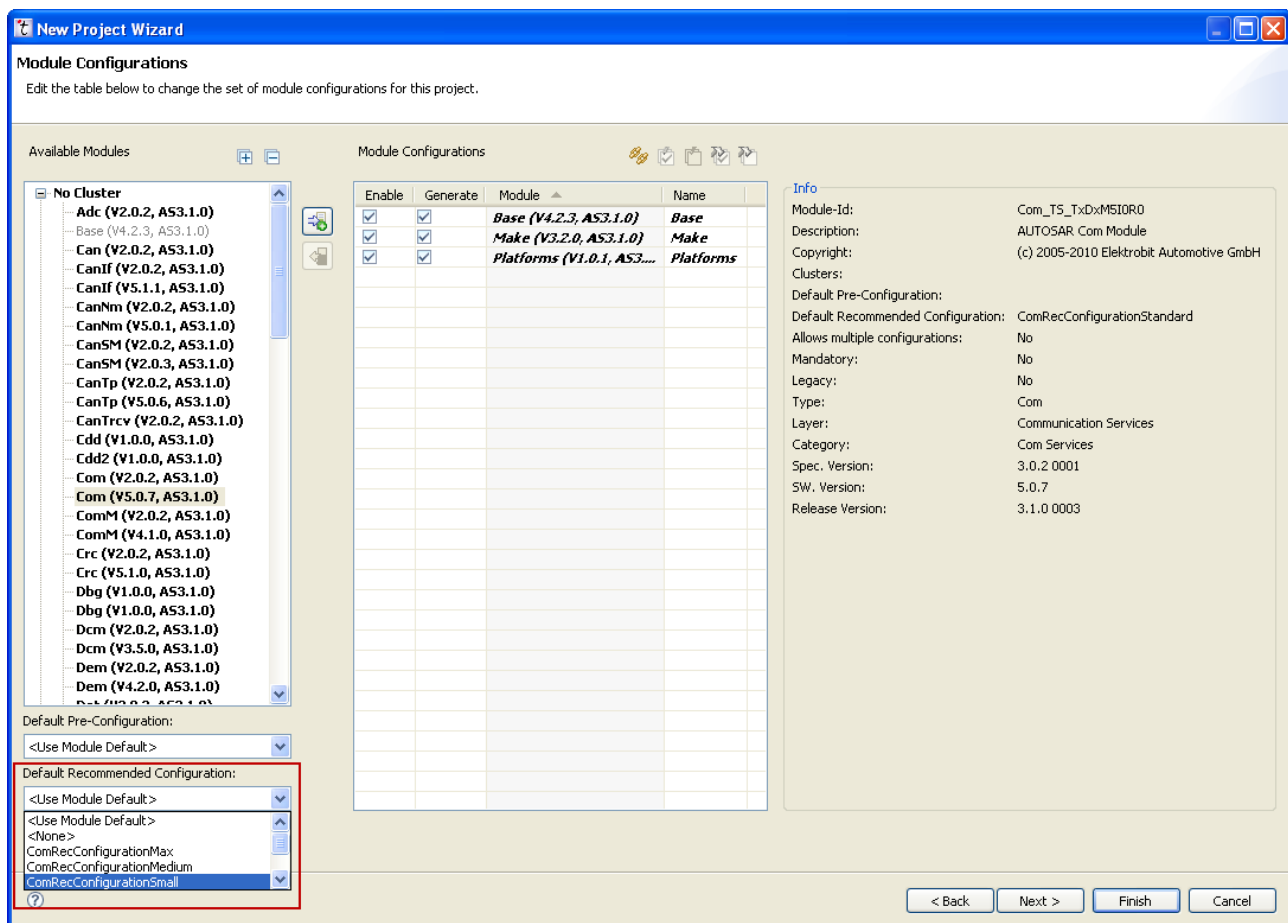 New Project Wizard
Module Configurations
Edit the table below to change the set of module configurations for this project.
Available Modules
No Cluster
Adc (V2.0.2, AS3.1.0)
Base (V4.2.3, AS3.1.0)
Can (V2.0.2, AS3.1.0)
CanIf (V2.0.2, AS3.1.0)
CanIf (V5.1.1, AS3.1.0)
CanNm (V2.0.2, AS3.1.0)
CanNm (V5.0.1, AS3.1.0)
CanSM (V2.0.2, AS3.1.0)
CanSM (V2.0.3, AS3.1.0)
CanTp (V2.0.2, AS3.1.0)
CanTp (V5.0.6, AS3.1.0)
CanTrcv (V2.0.2, AS3.1.0)
Cdd (V1.0.0, AS3.1.0)
Cdd2 (V1.0.0, AS3.1.0)
Com (V2.0.2, AS3.1.0)
Com (V5.0.7, AS3.1.0)
ComM (V2.0.2, AS3.1.0)
ComM (V4.1.0, AS3.1.0)
Crc (V2.0.2, AS3.1.0)
Crc (V5.1.0, AS3.1.0)
Dbg (V1.0.0, AS3.1.0)
Dbg (V1.0.0, AS3.1.0)
Dcm (V2.0.2, AS3.1.0)
Dcm (V3.5.0, AS3.1.0)
Dem (V2.0.2, AS3.1.0)
Dem (V4.2.0, AS3.1.0)
Default Pre-Configuration:
<Use Module Default>
Default Recommended Configuration:
<Use Module Default>
<Use Module Default>
<None>
ComRecConfigurationMax
ComRecConfigurationMedium
ComRecConfigurationSmall
Module Configurations
Enable Generate Module Name
Base (V4.2.3, AS3.1.0) Base
Make (V3.2.0, AS3.1.0) Make
Platforms (V1.0.1, AS3.... Platforms
Info
Module-Id: Com_TS_TxDxM5I0R0
Description: AUTOSAR Com Module
Copyright: (c) 2005-2010 Elektrobit Automotive GmbH
Clusters:
Default Pre-Configuration:
Default Recommended Configuration: ComRecConfigurationStandard
Allows multiple configurations: No
Mandatory: No
Legacy: No
Type: Com
Layer: Communication Services
Category: Com Services
Spec. Version: 3.0.2 0001
SW. Version: 5.0.7
Release Version: 3.1.0 0003
< Back Next > Finish Cancel